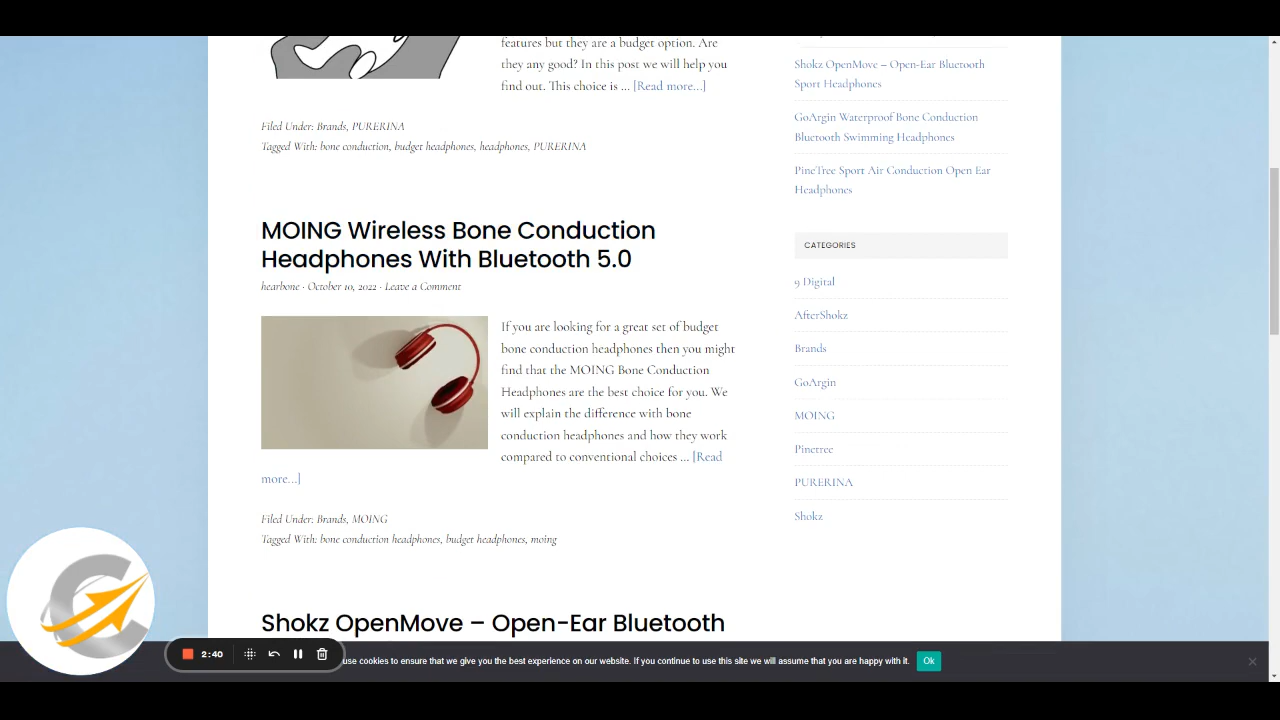 features but they are a budget option. Are
they any good? In this post we will help you
find out. This choice is ... [Read more...]
Filed Under: Brands, PURERINA
Tagged With: bone conduction, budget headphones, headphones, PURERINA
MOING Wireless Bone Conduction
Headphones With Bluetooth 5.0
hearbone · October 10, 2022 · Leave a Comment
If you are looking for a great set of budget
bone conduction headphones then you might
find that the MOING Bone Conduction
Headphones are the best choice for you. We
will explain the difference with bone
conduction headphones and how they work
compared to conventional choices ... [Read
more...]
Filed Under: Brands, MOING
Tagged With: bone conduction headphones, budget headphones, moing
Shokz OpenMove – Open-Ear Bluetooth
Shokz OpenMove – Open-Ear Bluetooth
Sport Headphones
GoArgin Waterproof Bone Conduction
Bluetooth Swimming Headphones
PineTree Sport Air Conduction Open Ear
Headphones
CATEGORIES
9 Digital
AfterShokz
Brands
GoArgin
MOING
Pinetree
PURERINA
Shokz
2:40
use cookies to ensure that we give you the best experience on our website. If you continue to use this site we will assume that you are happy with it.
Ok